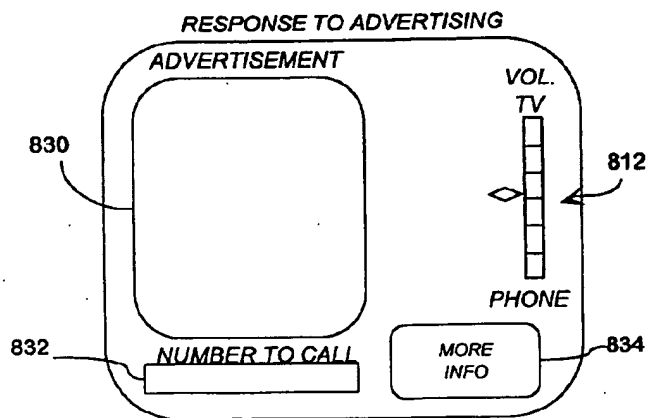 RESPONSE TO ADVERTISING
ADVERTISEMENT
VOL.
TV
830
812
PHONE
832
NUMBER TO CALL
MORE
INFO
834